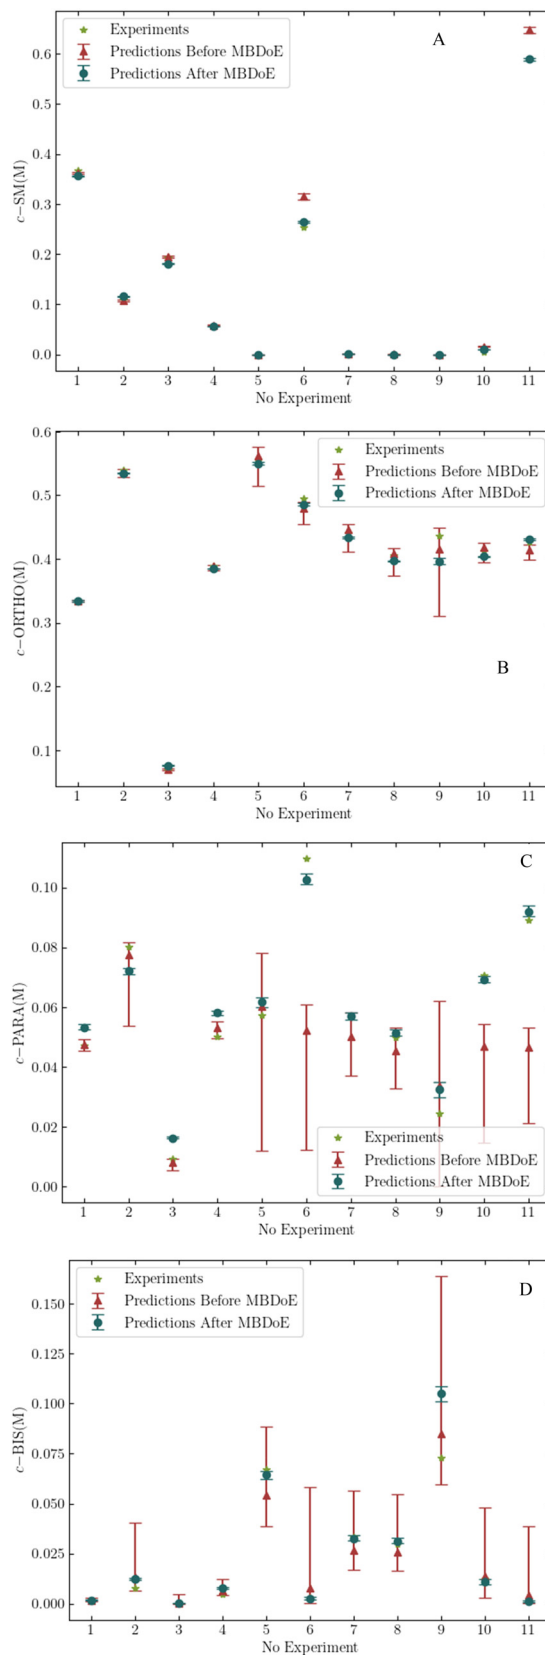 A
Experiments
Predictions Before MBDoE
Predictions After MBDoE
0.6
0.5
0.4
0.3
0.2
0.1
0.0
c−SM(M)
1 2 3 4 5 6 7 8 9 10 11
No Experiment
0.6
0.5
0.4
0.3
0.2
0.1
c−ORTHO(M)
Experiments
Predictions Before MBDoE
Predictions After MBDoE
B
1 2 3 4 5 6 7 8 9 10 11
No Experiment
C
0.10
0.08
0.06
0.04
0.02
0.00
c−PARA(M)
Experiments
Predictions Before MBDoE
Predictions After MBDoE
1 2 3 4 5 6 7 8 9 10 11
No Experiment
D
Experiments
Predictions Before MBDoE
Predictions After MBDoE
0.150
0.125
0.100
0.075
0.050
0.025
0.000
c−BIS(M)
1 2 3 4 5 6 7 8 9 10 11
No Experiment